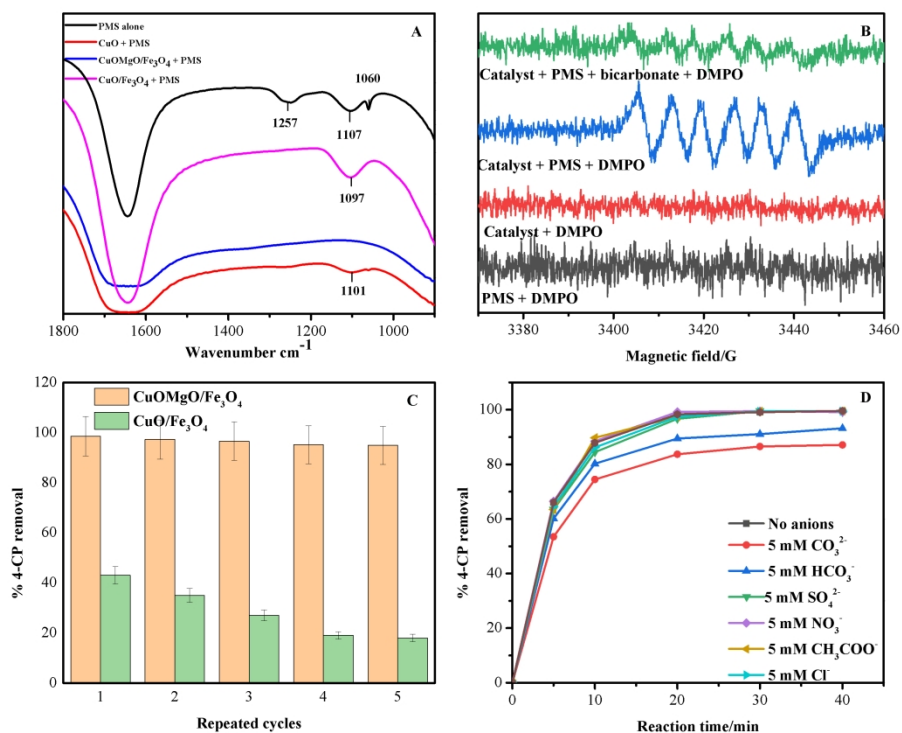 A
PMS alone
CuO + PMS
CuOMgO/Fe₃O₄ + PMS
CuO/Fe₃O₄ + PMS
1060
1257
1107
1097
1101
1800 1600 1400 1200 1000
Wavenumber cm⁻¹
B
Catalyst + PMS + bicarbonate + DMPO
Catalyst + PMS + DMPO
Catalyst + DMPO
PMS + DMPO
3380 3400 3420 3440 3460
Magnetic field/G
C
CuOMgO/Fe₃O₄
CuO/Fe₃O₄
% 4-CP removal
120
100
80
60
40
20
0
1 2 3 4 5
Repeated cycles
D
% 4-CP removal
100
80
60
40
20
0
No anions
5 mM CO₃²⁻
5 mM HCO₃⁻
5 mM SO₄²⁻
5 mM NO₃⁻
5 mM CH₃COO⁻
5 mM Cl⁻
0 10 20 30 40
Reaction time/min